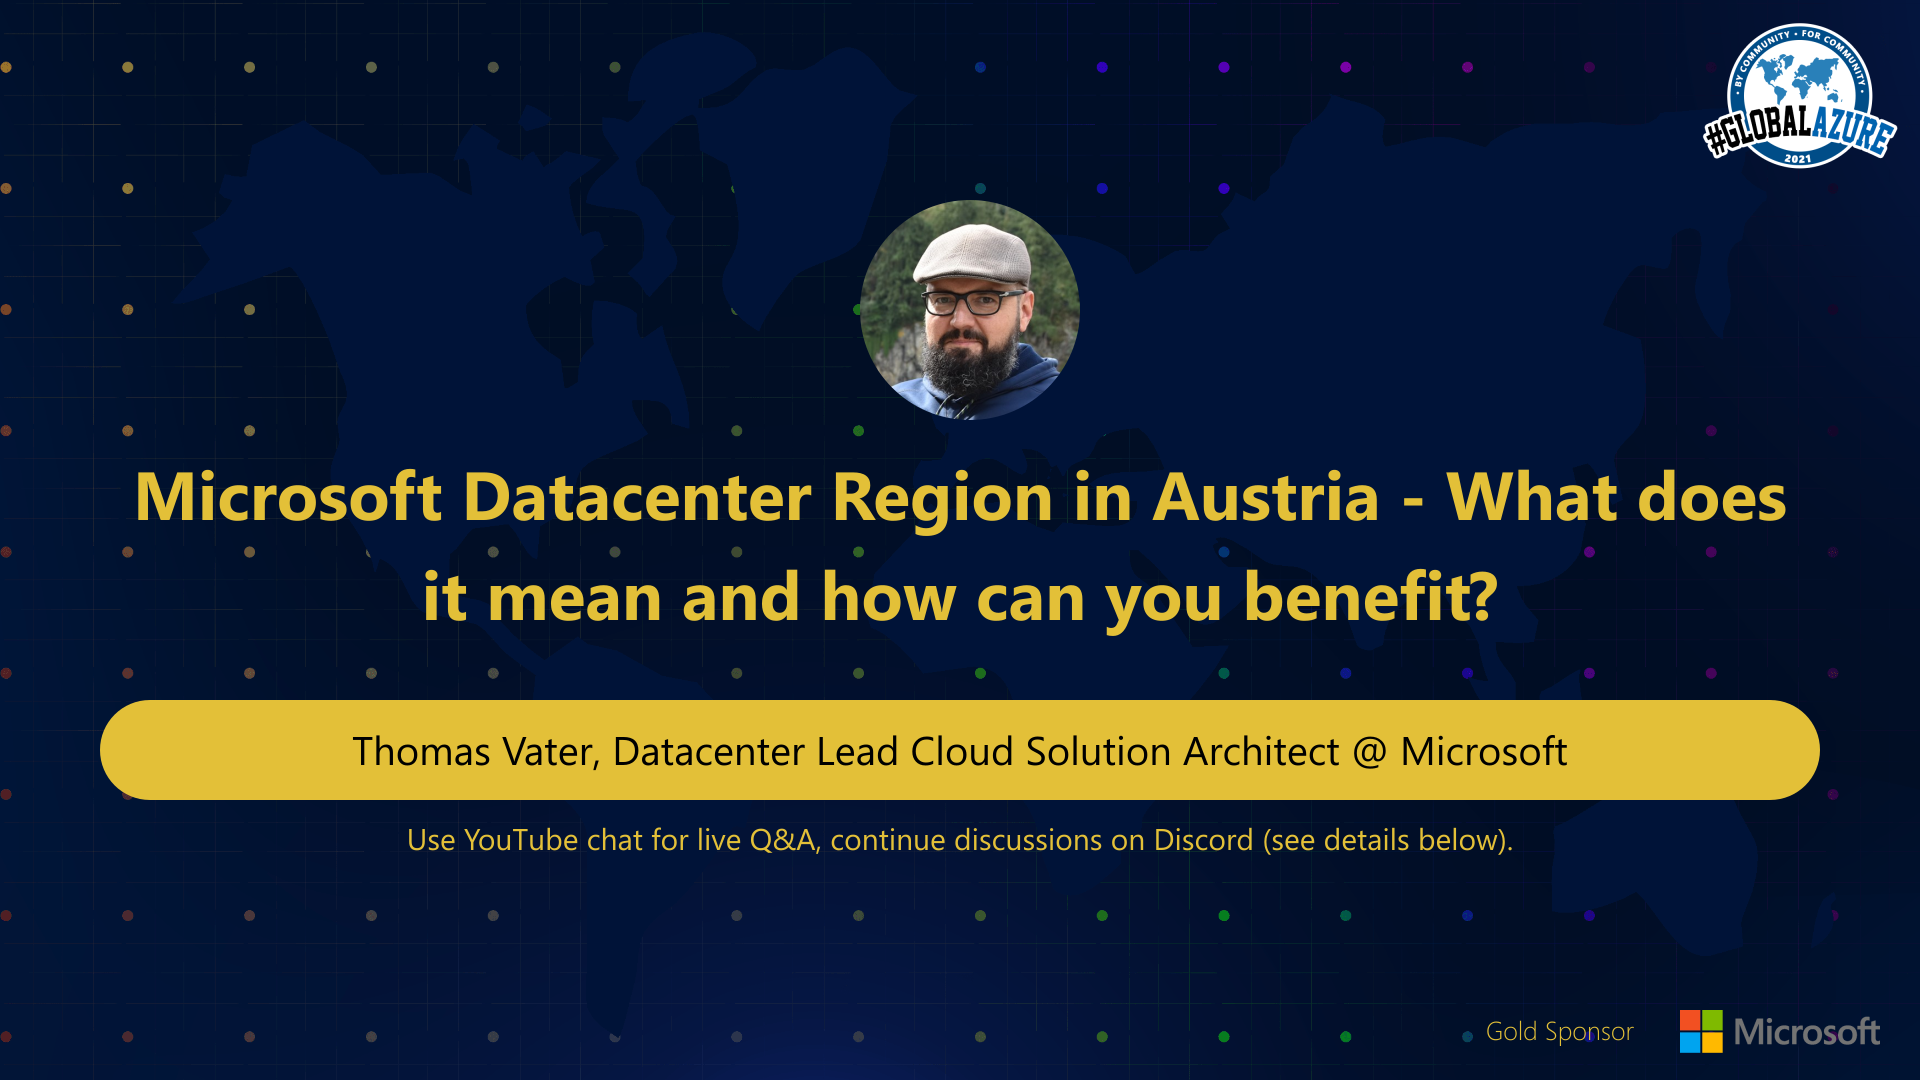 • BY COMMUNITY • FOR COMMUNITY •
#GLOBALAZURE
2021
Microsoft Datacenter Region in Austria - What does
it mean and how can you benefit?
Thomas Vater, Datacenter Lead Cloud Solution Architect @ Microsoft
Use YouTube chat for live Q&A, continue discussions on Discord (see details below).
Gold Sponsor
Microsoft